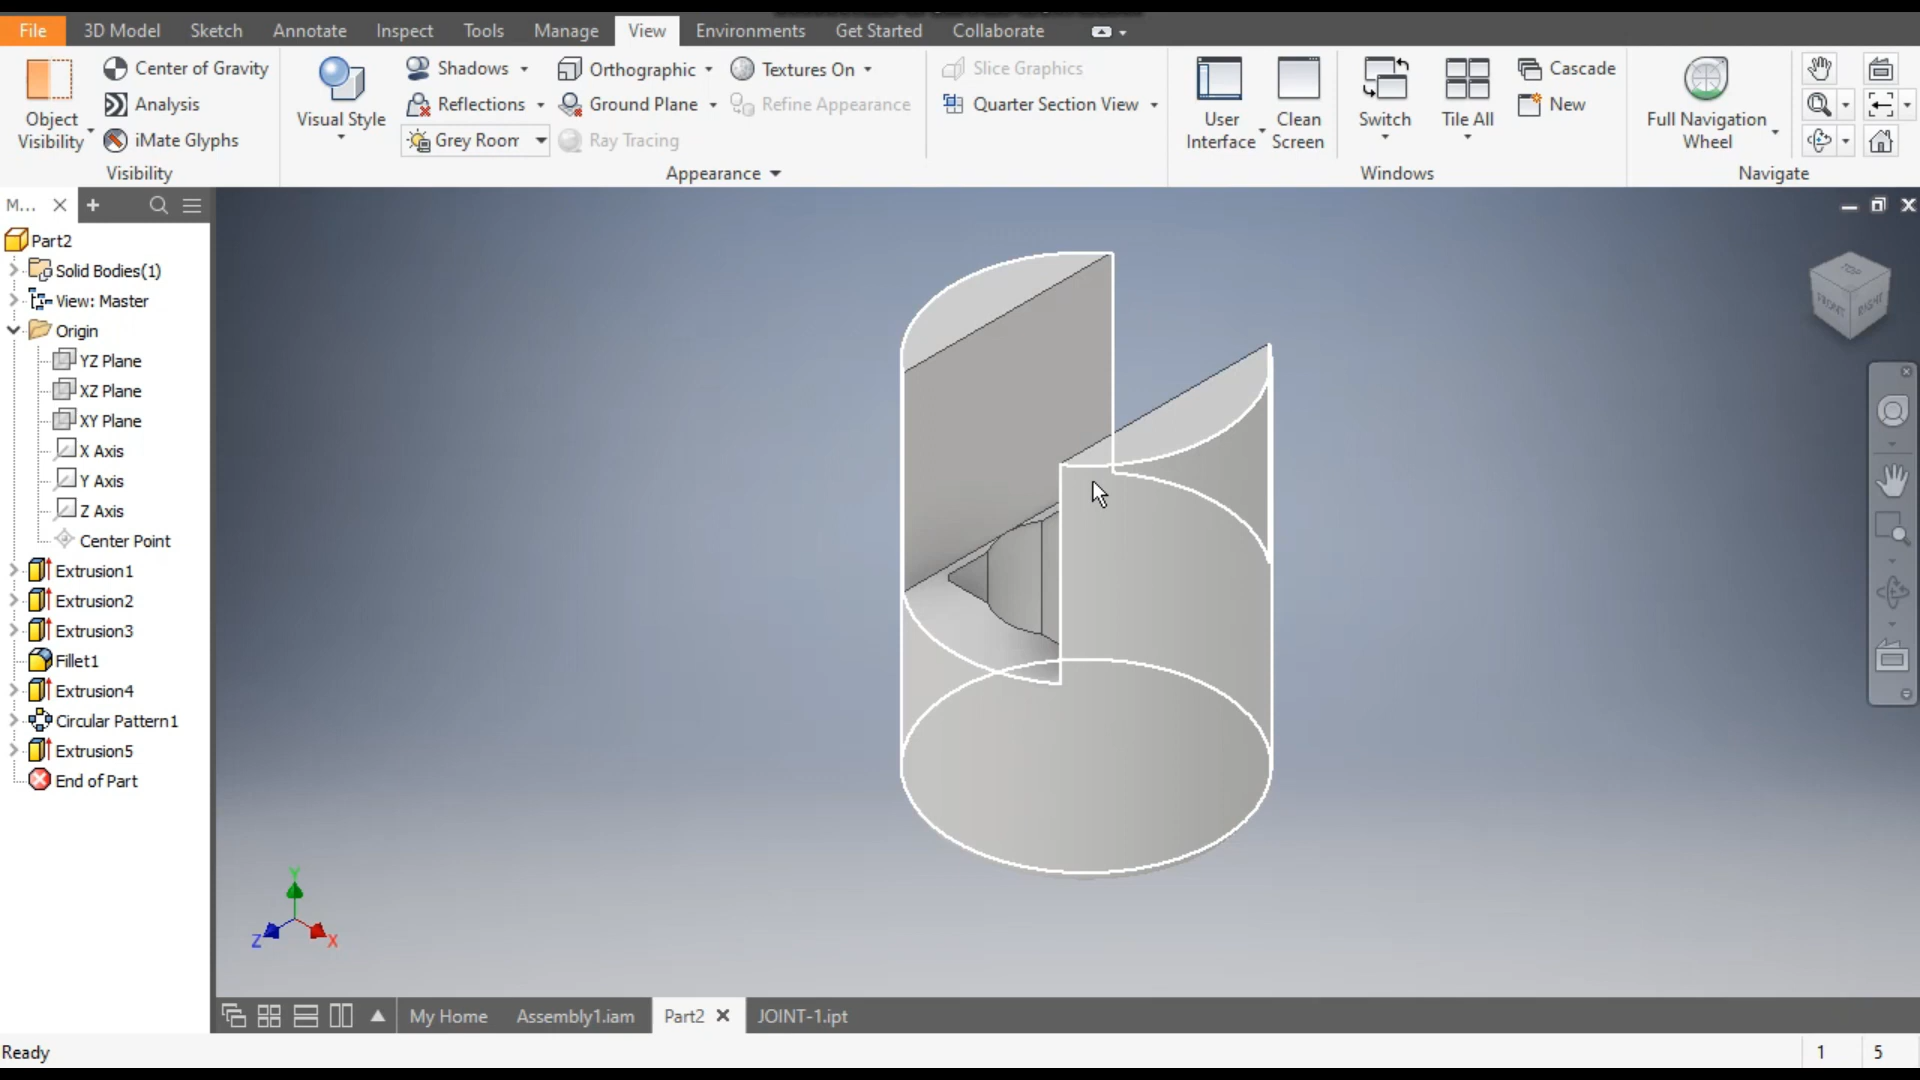 File 3D Model Sketch Annotate Inspect Tools Manage View Environments Get Started Collaborate
Object Visibility
Center of Gravity
Analysis
iMate Glyphs
Visibility
Visual Style
Shadows
Reflections
Grey Room
Orthographic
Ground Plane
Ray Tracing
Textures On
Refine Appearance
Appearance
Slice Graphics
Quarter Section View
User Interface
Clean Screen
Switch
Tile All
Cascade
New
Windows
Full Navigation Wheel
Navigate
M...
Part2
Solid Bodies(1)
View: Master
Origin
YZ Plane
XZ Plane
XY Plane
X Axis
Y Axis
Z Axis
Center Point
Extrusion1
Extrusion2
Extrusion3
Fillet1
Extrusion4
Circular Pattern1
Extrusion5
End of Part
TOP
FRONT RIGHT
Y
Z X
My Home Assembly1.iam Part2 JOINT-1.ipt
Ready 1 5